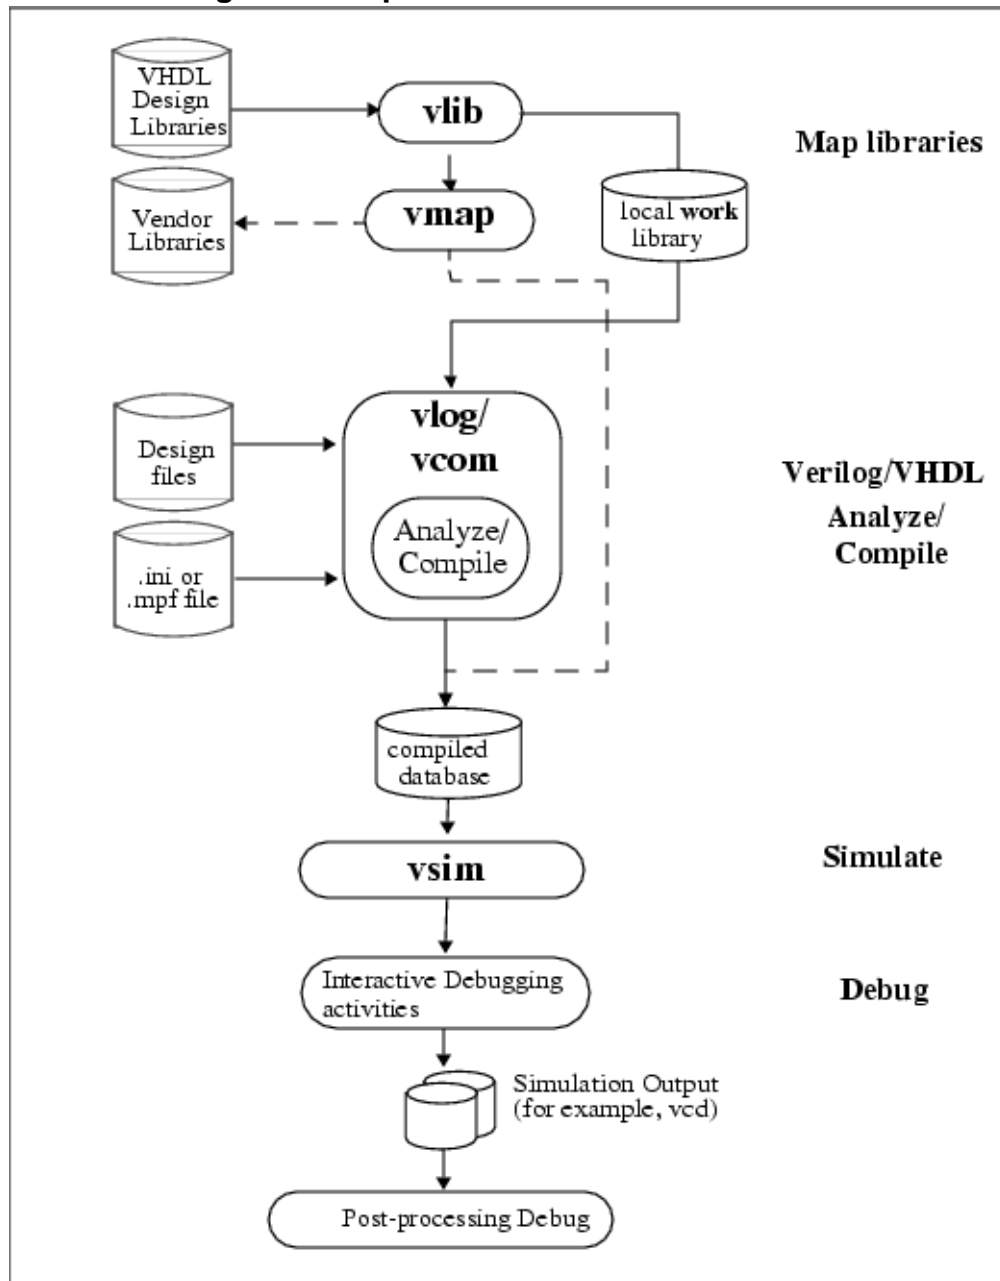 VHDL
Design
Libraries
vlib
Map libraries
Vendor
Libraries
vmap
local work
library
vlog/
vcom
Design
files
Analyze/
Compile
.ini or
.mpf file
Verilog/VHDL
Analyze/
Compile
compiled
database
vsim
Simulate
Interactive Debugging
activities
Debug
Simulation Output
(for example, vcd)
Post-processing Debug